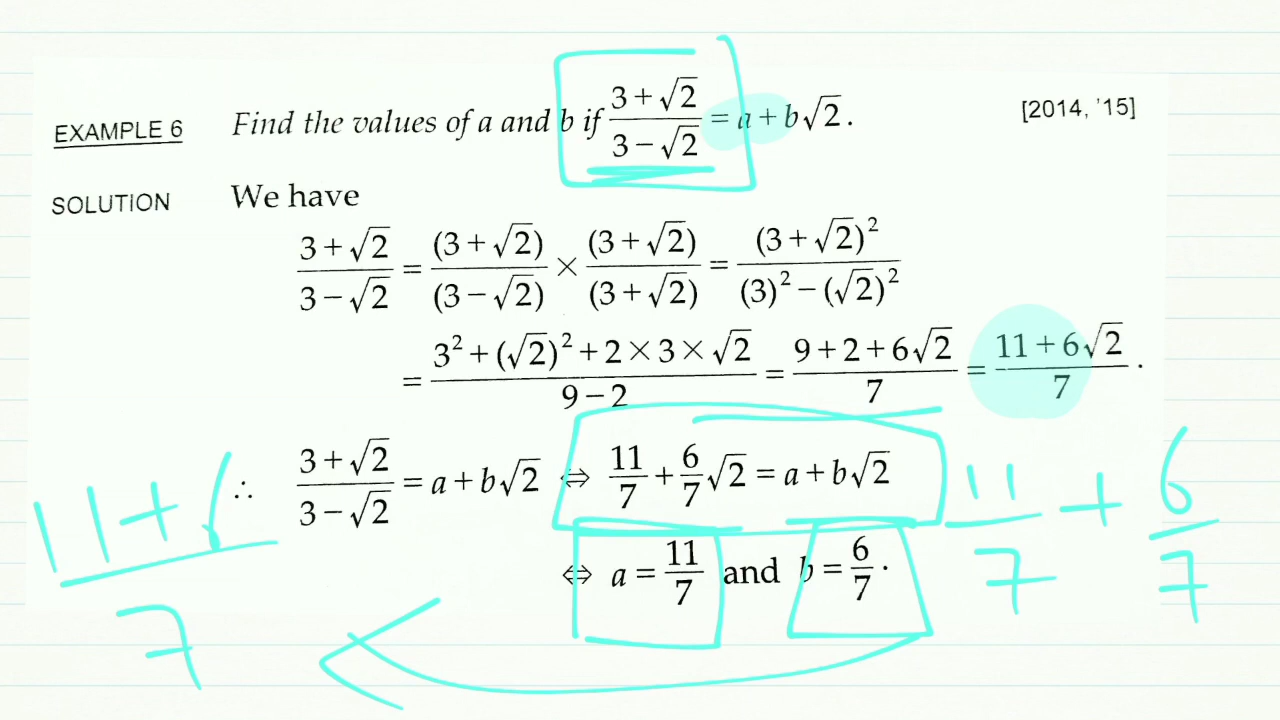 EXAMPLE 6 Find the values of a and b if (3 + √2)/(3 − √2) = a + b√2. [2014, '15]
SOLUTION We have
(3 + √2)/(3 − √2) = (3 + √2)/(3 − √2) × (3 + √2)/(3 + √2) = (3 + √2)²/((3)² − (√2)²)
= (3² + (√2)² + 2 × 3 × √2)/(9 − 2) = (9 + 2 + 6√2)/7 = (11 + 6√2)/7 .
∴ (3 + √2)/(3 − √2) = a + b√2 ⇔ 11/7 + 6/7 √2 = a + b√2
⇔ a = 11/7 and b = 6/7 .
(11 + 6)/7
11/7 + 6/7